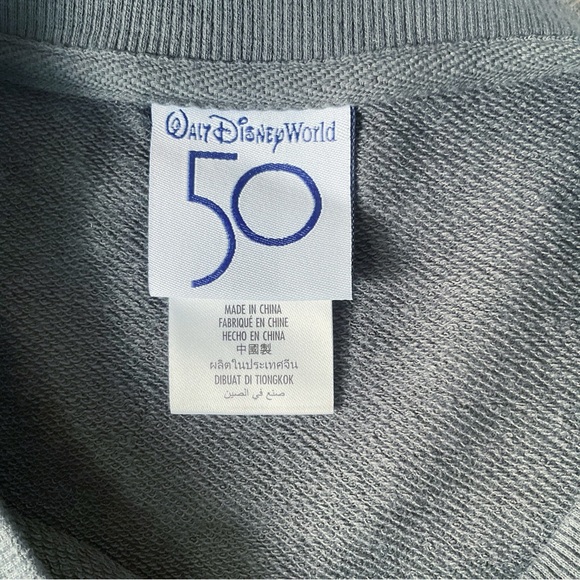 WALT DISNEY World
50
MADE IN CHINA
FABRIQUÉ EN CHINE
HECHO EN CHINA
中國製
ผลิตในประเทศจีน
DIBUAT DI TIONGKOK
صنع في الصين